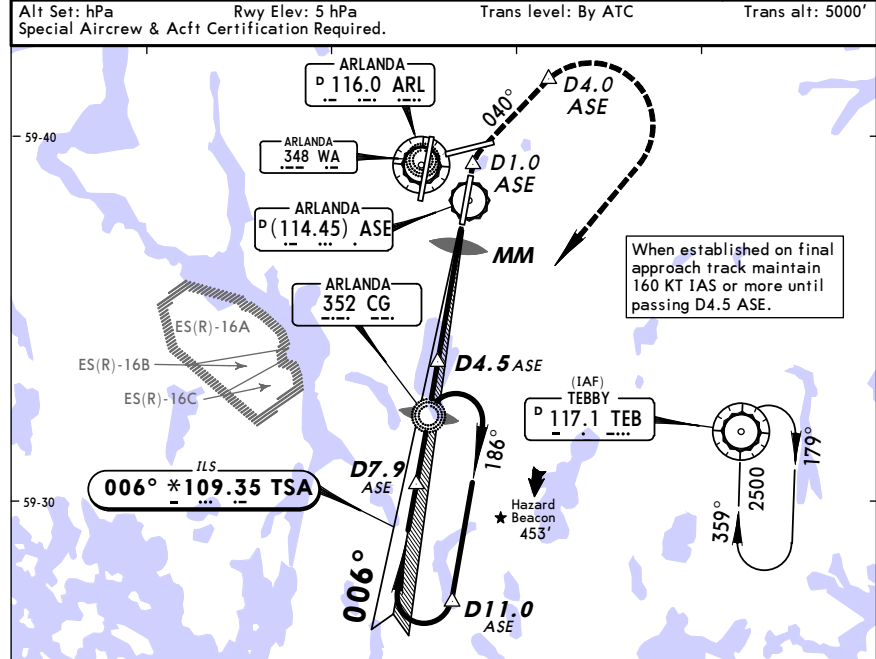 Alt Set: hPa Rwy Elev: 5 hPa Trans level: By ATC Trans alt: 5000'
Special Aircrew & Acft Certification Required.
ARLANDA
D 116.0 ARL
040°
D4.0
ASE
59-40
ARLANDA
348 WA
D1.0
ASE
ARLANDA
D (114.45) ASE
MM
When established on final
approach track maintain
160 KT IAS or more until
passing D4.5 ASE.
ARLANDA
352 CG
ES(R)-16A
ES(R)-16B
ES(R)-16C
D4.5 ASE
(IAF)
TEBBY
D 117.1 TEB
186°
179°
ILS
006° *109.35 TSA
D7.9
ASE
59-30
Hazard
Beacon
453'
359°
2500
006°
D11.0
ASE